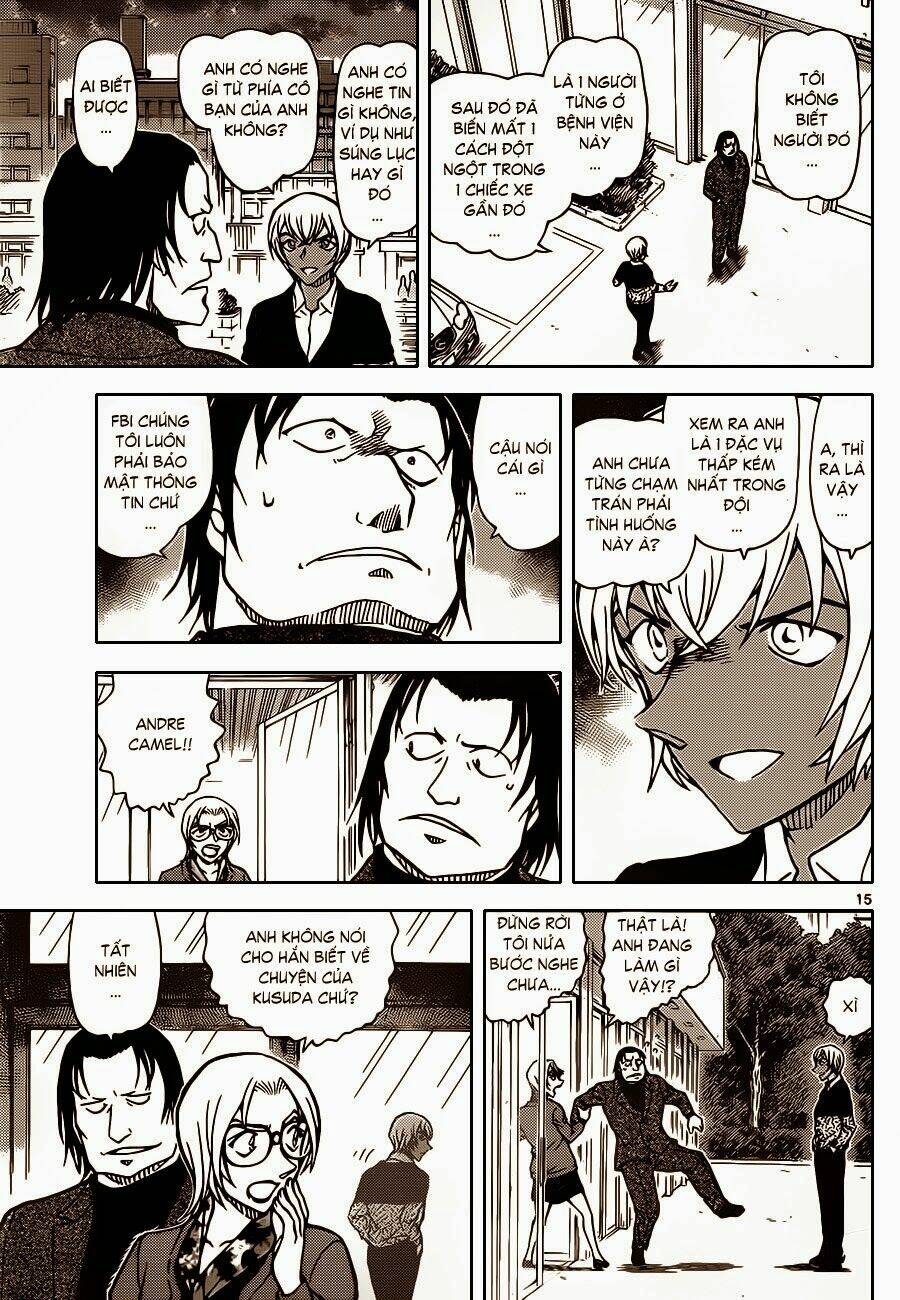 TÔI
KHÔNG
BIẾT
NGƯỜI ĐÓ
...
LÀ 1 NGƯỜI
TỪNG Ở
BỆNH VIỆN
NÀY
...
SAU ĐÓ ĐÃ
BIẾN MẤT 1
CÁCH ĐỘT
NGỘT TRONG
1 CHIẾC XE
GẦN ĐÓ
...
ANH CÓ
NGHE TIN
GÌ KHÔNG,
VÍ DỤ NHƯ
SÚNG LỤC
HAY GÌ
ĐÓ
...
ANH CÓ NGHE
GÌ TỪ PHÍA CÔ
BẠN CỦA ANH
KHÔNG?
AI BIẾT
ĐƯỢC
...
A, THÌ
RA LÀ
VẬY
...
XEM RA ANH
LÀ 1 ĐẶC VỤ
THẤP KÉM
NHẤT TRONG
ĐỘI
...
ANH CHƯA
TỪNG CHẠM
TRÁN PHẢI
TÌNH HUỐNG
NÀY À?
CẬU NÓI
CÁI GÌ
...
FBI CHÚNG
TÔI LUÔN
PHẢI BẢO
MẬT THÔNG
TIN CHỨ
...
ANDRE
CAMEL!!
15
XÌ
THẬT LÀ!
ANH ĐANG
LÀM GÌ
VẬY!?
ĐỪNG RỜI
TÔI NỬA
BƯỚC NGHE
CHƯA...
ANH KHÔNG NÓI
CHO HẮN BIẾT VỀ
CHUYỆN CỦA
KUSUDA CHỨ?
TẤT
NHIÊN
...